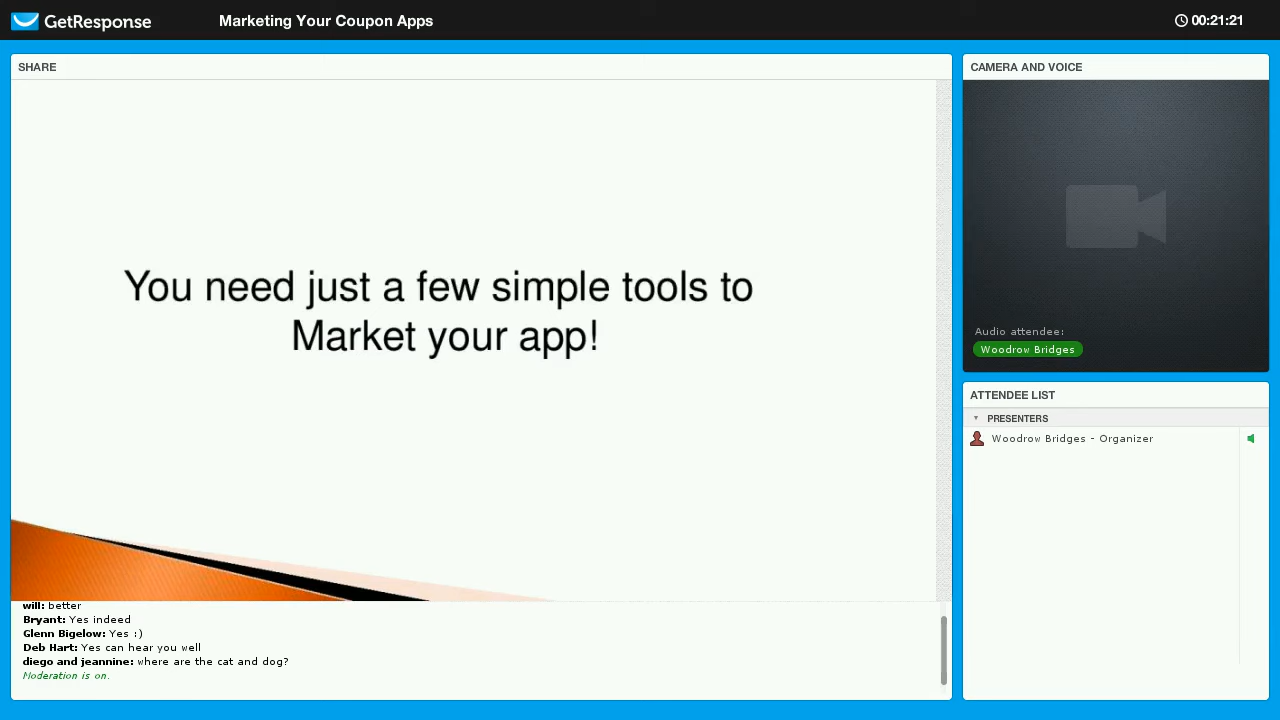 GetResponse
Marketing Your Coupon Apps
00:21:21
SHARE
You need just a few simple tools to
Market your app!
will: better
Bryant: Yes indeed
Glenn Bigelow: Yes :)
Deb Hart: Yes can hear you well
diego and jeannine: where are the cat and dog?
Moderation is on.
CAMERA AND VOICE
Audio attendee:
Woodrow Bridges
ATTENDEE LIST
PRESENTERS
Woodrow Bridges - Organizer